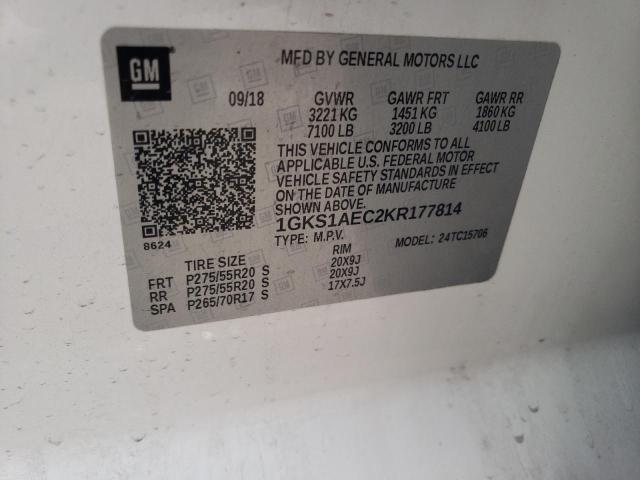 GM
MFD BY GENERAL MOTORS LLC
09/18 GVWR GAWR FRT GAWR RR
3221 KG 1451 KG 1860 KG
7100 LB 3200 LB 4100 LB
THIS VEHICLE CONFORMS TO ALL
APPLICABLE U.S. FEDERAL MOTOR
VEHICLE SAFETY STANDARDS IN EFFECT
ON THE DATE OF MANUFACTURE
SHOWN ABOVE.
1GKS1AEC2KR177814
8624
TYPE: M.P.V. MODEL: 24TC15706
TIRE SIZE RIM
FRT P275/55R20 S 20X9J
RR P275/55R20 S 20X9J
SPA P265/70R17 S 17X7.5J